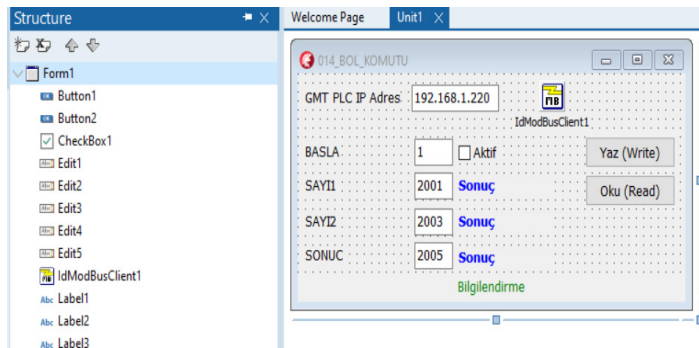 Structure
Form1
Button1
Button2
CheckBox1
Edit1
Edit2
Edit3
Edit4
Edit5
IdModBusClient1
Label1
Label2
Label3
Welcome Page Unit1
014_BOL_KOMUTU
GMT PLC IP Adres 192.168.1.220
IdModBusClient1
BASLA 1 Aktif Yaz (Write)
SAYI1 2001 Sonuç Oku (Read)
SAYI2 2003 Sonuç
SONUC 2005 Sonuç
Bilgilendirme